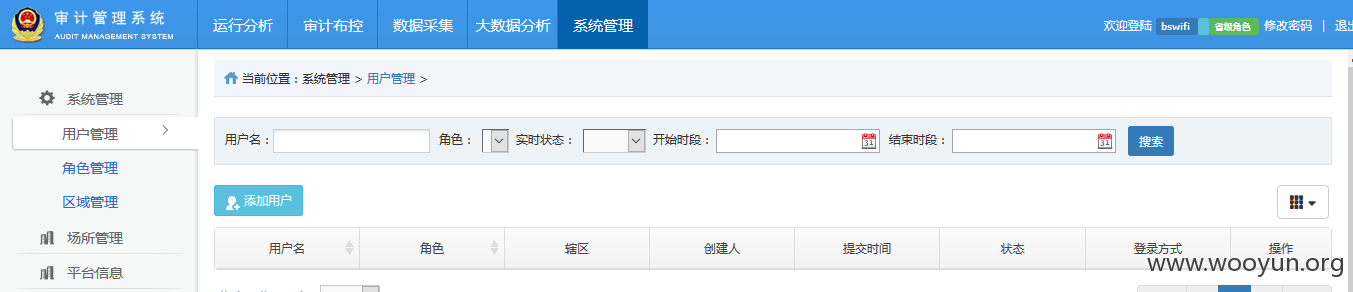 审计管理系统
AUDIT MANAGEMENT SYSTEM
运行分析 审计布控 数据采集 大数据分析 系统管理
欢迎登陆 bswifi 省级角色 修改密码 | 退出
系统管理
用户管理
角色管理
区域管理
场所管理
平台信息
当前位置：系统管理 > 用户管理 >
用户名： 角色： 实时状态： 开始时段： 31 结束时段： 31 搜索
添加用户
用户名 角色 辖区 创建人 提交时间 状态 登录方式 操作
www.wooyun.org